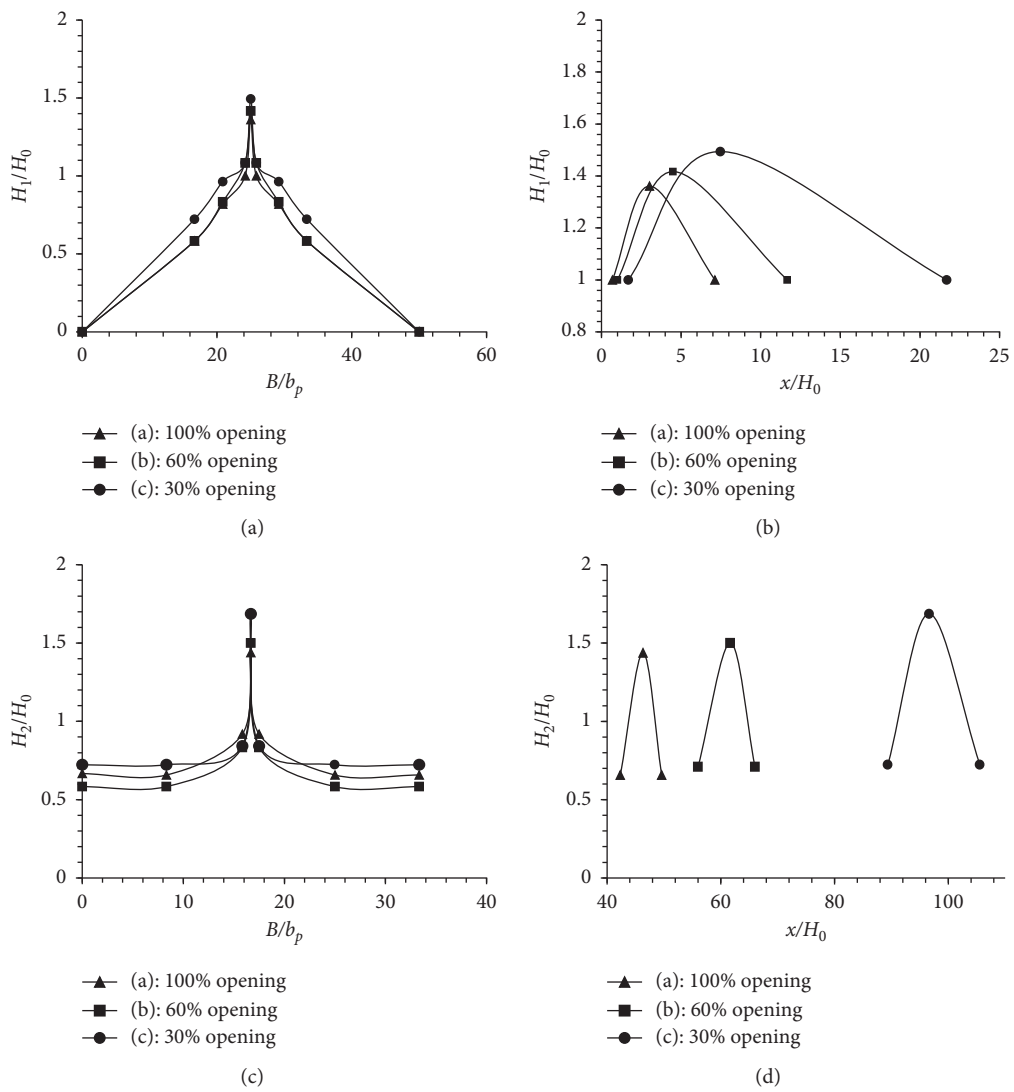 2
1.5
1
0.5
0
H1/H0
0
20
40
60
B/bp
(a): 100% opening
(b): 60% opening
(c): 30% opening
(a)
2
1.8
1.6
1.4
1.2
1
0.8
H1/H0
0
5
10
15
20
25
x/H0
(a): 100% opening
(b): 60% opening
(c): 30% opening
(b)
2
1.5
1
0.5
0
H2/H0
0
10
20
30
40
B/bp
(a): 100% opening
(b): 60% opening
(c): 30% opening
(c)
2
1.5
1
0.5
0
H2/H0
40
60
80
100
x/H0
(a): 100% opening
(b): 60% opening
(c): 30% opening
(d)